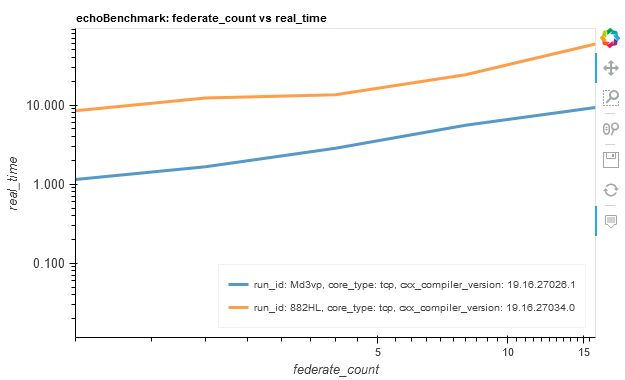 echoBenchmark: federate_count vs real_time
10.000
1.000
0.100
real_time
run_id: Md3vp, core_type: tcp, cxx_compiler_version: 19.16.27026.1
run_id: 882HL, core_type: tcp, cxx_compiler_version: 19.16.27034.0
5 10 15
federate_count